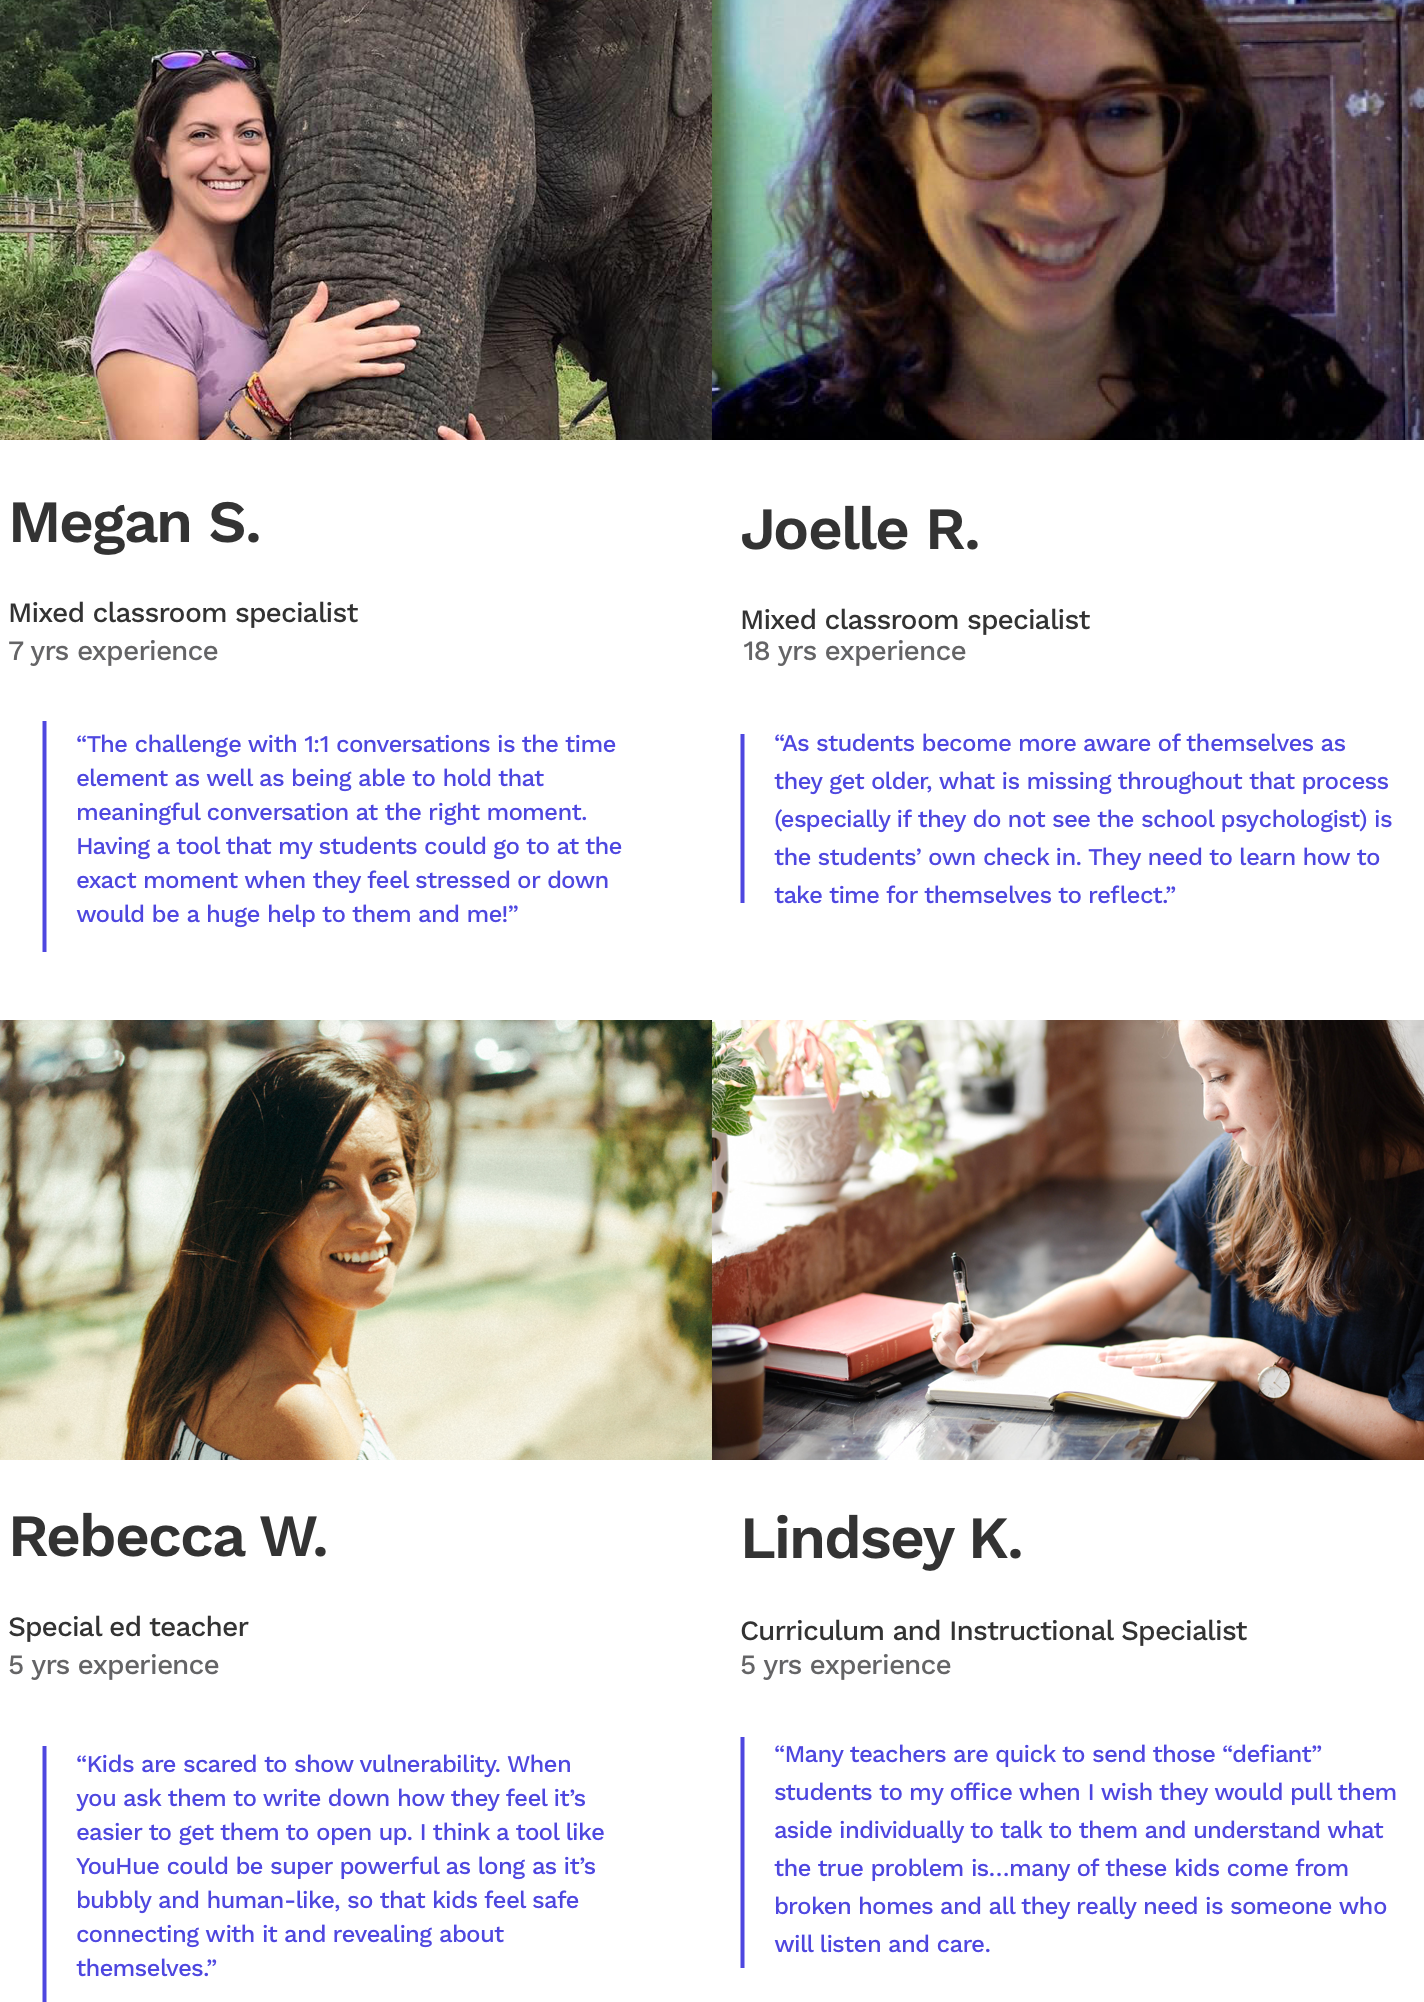 Megan S.
Mixed classroom specialist
7 yrs experience
“The challenge with 1:1 conversations is the time
element as well as being able to hold that
meaningful conversation at the right moment.
Having a tool that my students could go to at the
exact moment when they feel stressed or down
would be a huge help to them and me!”
Joelle R.
Mixed classroom specialist
18 yrs experience
“As students become more aware of themselves as
they get older, what is missing throughout that process
(especially if they do not see the school psychologist) is
the students’ own check in. They need to learn how to
take time for themselves to reflect.”
Rebecca W.
Special ed teacher
5 yrs experience
“Kids are scared to show vulnerability. When
you ask them to write down how they feel it’s
easier to get them to open up. I think a tool like
YouHue could be super powerful as long as it’s
bubbly and human-like, so that kids feel safe
connecting with it and revealing about
themselves.”
Lindsey K.
Curriculum and Instructional Specialist
5 yrs experience
“Many teachers are quick to send those “defiant”
students to my office when I wish they would pull them
aside individually to talk to them and understand what
the true problem is...many of these kids come from
broken homes and all they really need is someone who
will listen and care.